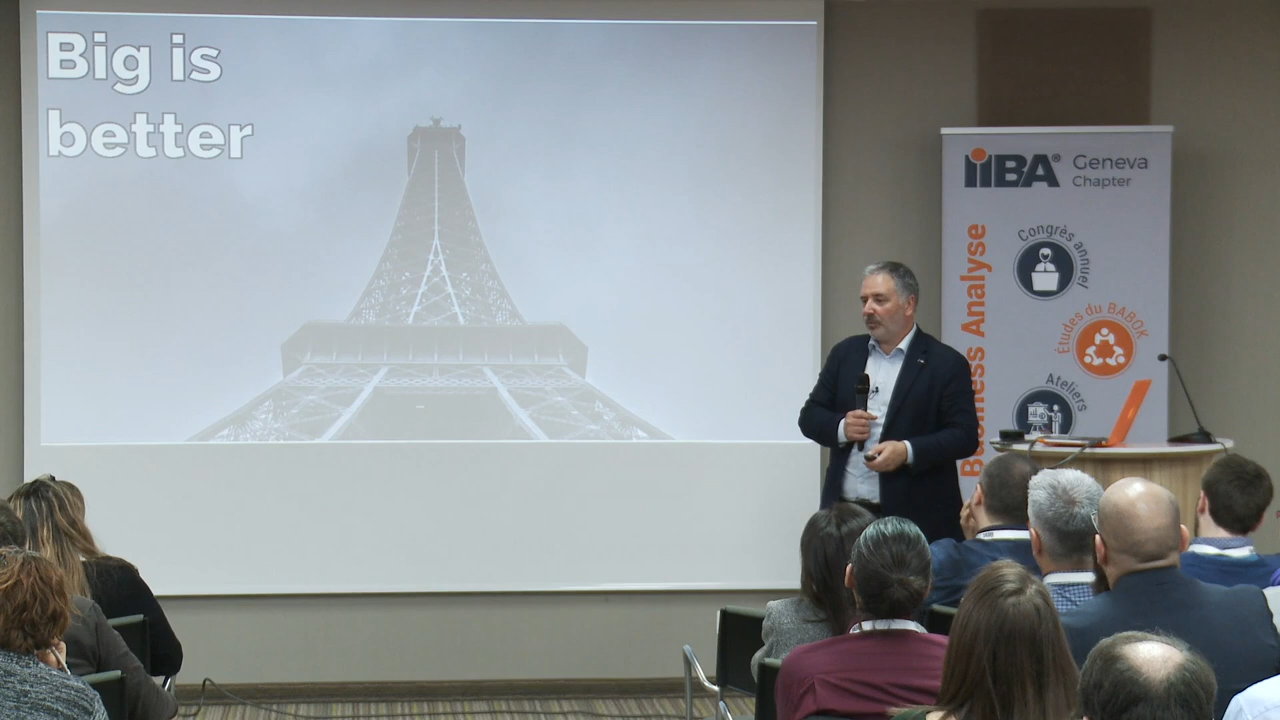 Big is
better
iiBA® Geneva
Chapter
Business Analyse
Congrès annuel
Études du BABOK
Ateliers